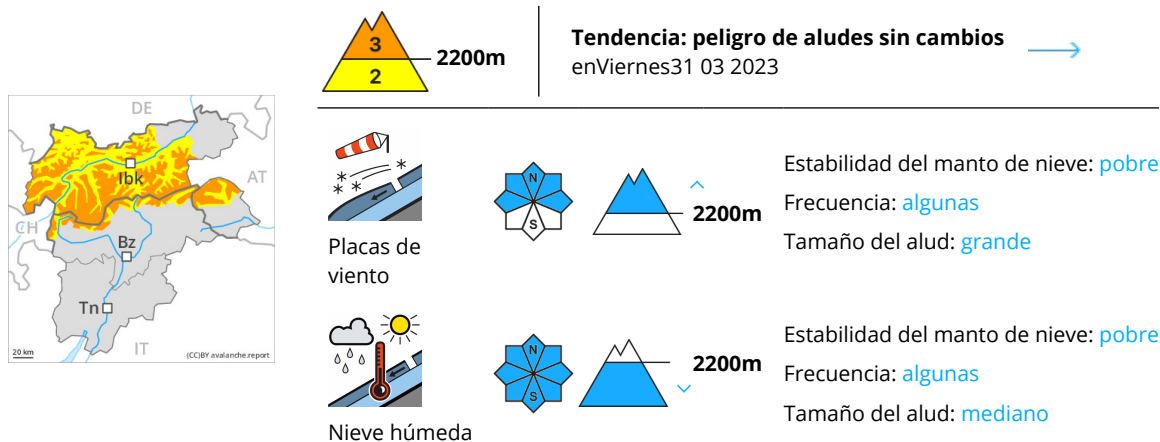 3
2
2200m
Tendencia: peligro de aludes sin cambios
enViernes31 03 2023
DE
Ibk
AT
CH
Bz
Tn
IT
20 km
(CC)BY avalanche.report
Placas de
viento
N
S
2200m
Estabilidad del manto de nieve: pobre
Frecuencia: algunas
Tamaño del alud: grande
Nieve húmeda
N
S
2200m
Estabilidad del manto de nieve: pobre
Frecuencia: algunas
Tamaño del alud: mediano